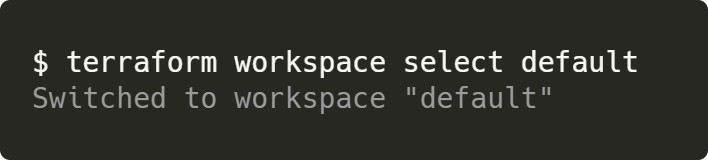 $ terraform workspace select default
Switched to workspace "default"